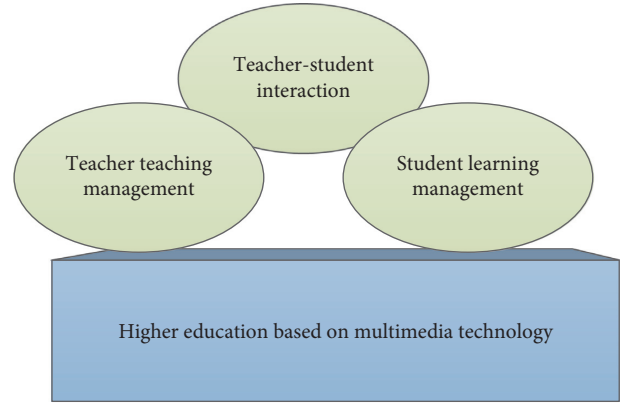 Teacher-student
interaction
Teacher teaching
management
Student learning
management
Higher education based on multimedia technology